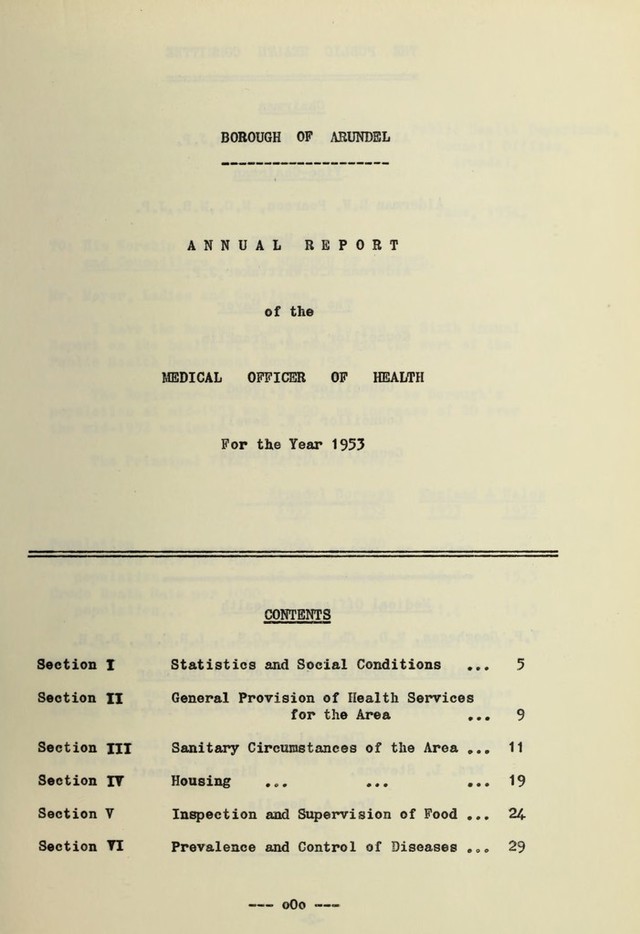 BOROUGH OF ARUNDEL
-------------------
ANNUAL REPORT
of the
MEDICAL OFFICER OF HEALTH
For the Year 1953
CONTENTS
Section I Statistics and Social Conditions ... 5
Section II General Provision of Health Services
for the Area ... 9
Section III Sanitary Circumstances of the Area ... 11
Section IV Housing ... ... ... 19
Section V Inspection and Supervision of Food ... 24
Section VI Prevalence and Control of Diseases ... 29
--- oOo ---